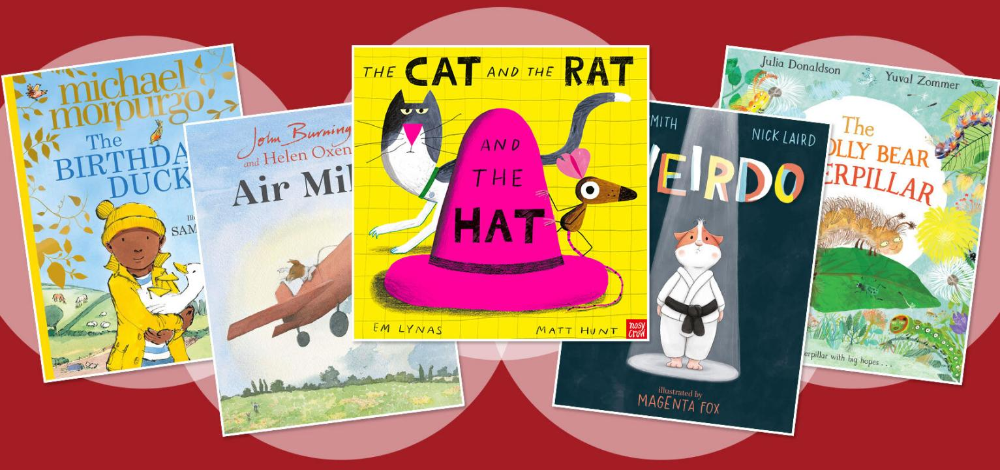 michael
morpurgo
The
BIRTHDA
DUCK
Ill
SAM
John Burning
and Helen Oxen
Air Mil
THE CAT AND THE RAT
AND
THE
HAT
EM LYNAS
MATT HUNT
nosy
crow
MITH
NICK LAIRD
EIRDO
illustrated by
MAGENTA FOX
Julia Donaldson
Yuval Zommer
The
OLLY BEAR
ERPILLAR
erpillar with big hopes . . .